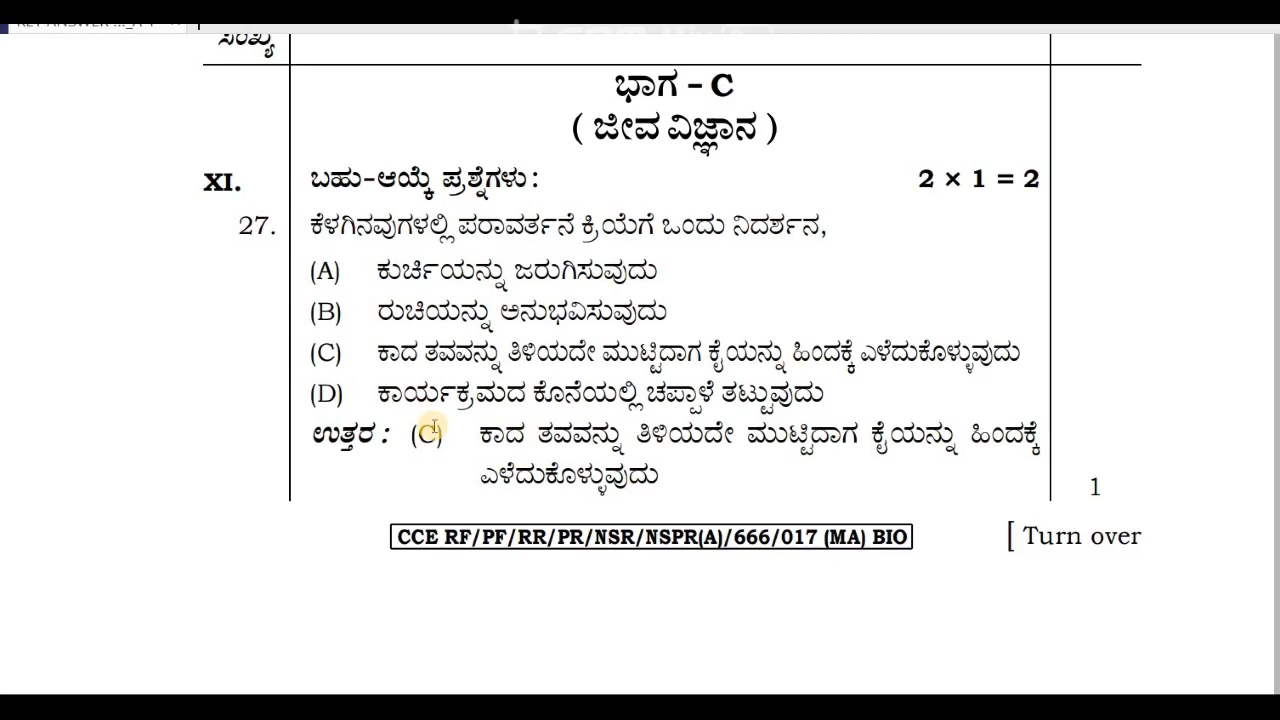 ಸಂಖ್ಯೆ
ಭಾಗ – C
( ಜೀವ ವಿಜ್ಞಾನ )
XI. ಬಹು-ಆಯ್ಕೆ ಪ್ರಶ್ನೆಗಳು : 2 × 1 = 2
27. ಕೆಳಗಿನವುಗಳಲ್ಲಿ ಪರಾವರ್ತನೆ ಕ್ರಿಯೆಗೆ ಒಂದು ನಿದರ್ಶನ,
(A) ಕುರ್ಚಿಯನ್ನು ಜರುಗಿಸುವುದು
(B) ರುಚಿಯನ್ನು ಅನುಭವಿಸುವುದು
(C) ಕಾದ ತವವನ್ನು ತಿಳಿಯದೇ ಮುಟ್ಟಿದಾಗ ಕೈಯನ್ನು ಹಿಂದಕ್ಕೆ ಎಳೆದುಕೊಳ್ಳುವುದು
(D) ಕಾರ್ಯಕ್ರಮದ ಕೊನೆಯಲ್ಲಿ ಚಪ್ಪಾಳೆ ತಟ್ಟುವುದು
ಉತ್ತರ : (C) ಕಾದ ತವವನ್ನು ತಿಳಿಯದೇ ಮುಟ್ಟಿದಾಗ ಕೈಯನ್ನು ಹಿಂದಕ್ಕೆ
ಎಳೆದುಕೊಳ್ಳುವುದು 1
CCE RF/PF/RR/PR/NSR/NSPR(A)/666/017 (MA) BIO [ Turn over